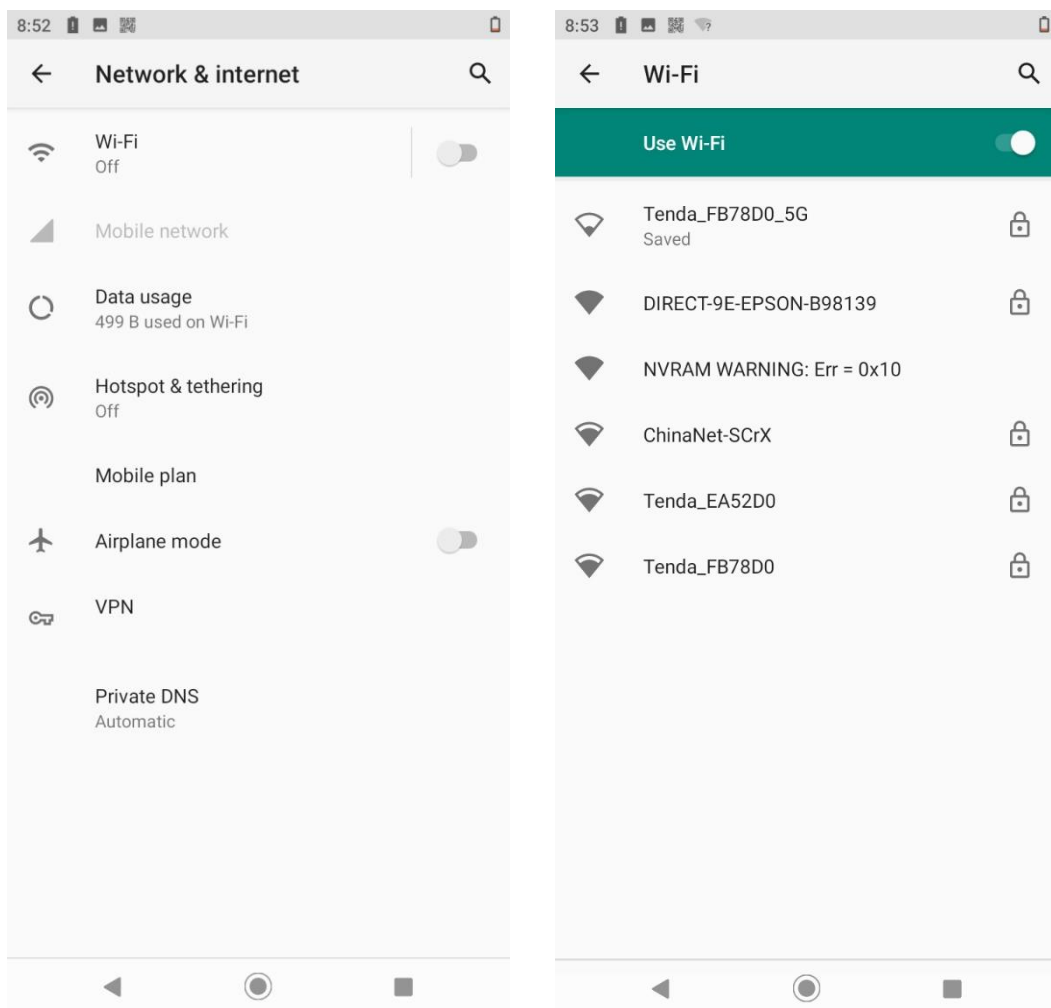 8:52
Network & internet
Wi-Fi
Off
Mobile network
Data usage
499 B used on Wi-Fi
Hotspot & tethering
Off
Mobile plan
Airplane mode
VPN
Private DNS
Automatic
8:53
Wi-Fi
Use Wi-Fi
Tenda_FB78D0_5G
Saved
DIRECT-9E-EPSON-B98139
NVRAM WARNING: Err = 0x10
ChinaNet-SCrX
Tenda_EA52D0
Tenda_FB78D0